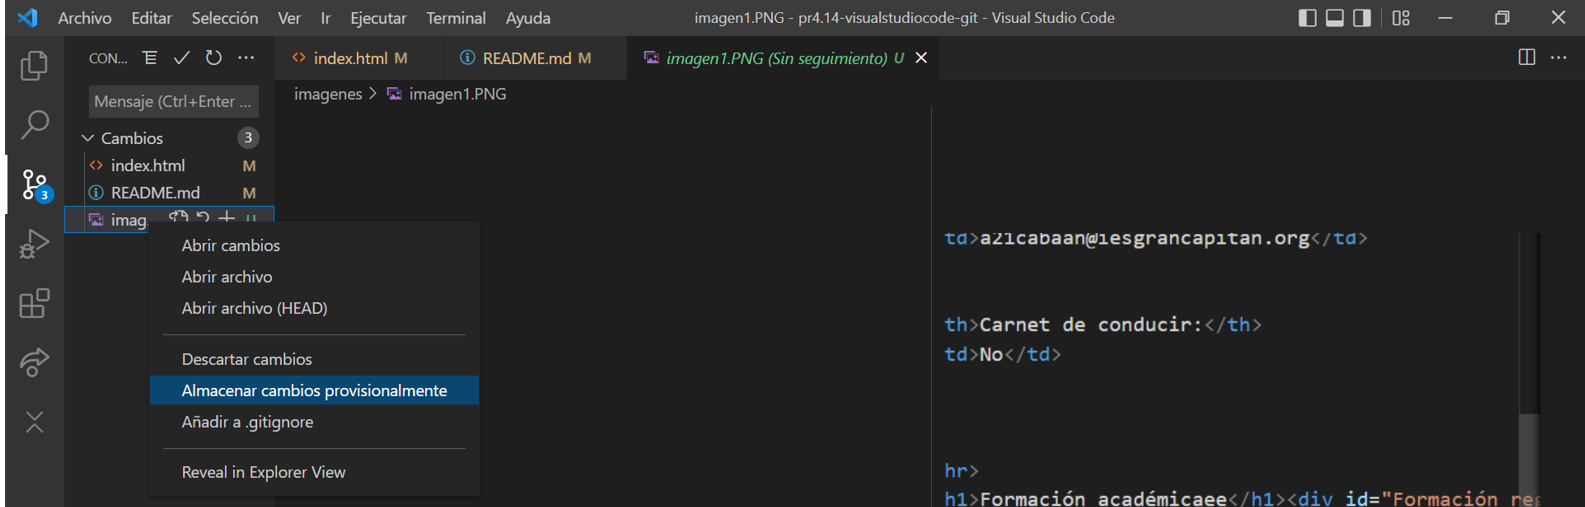 Archivo Editar Selección Ver Ir Ejecutar Terminal Ayuda imagen1.PNG - pr4.14-visualstudiocode-git - Visual Studio Code
CON... index.html M README.md M imagen1.PNG (Sin seguimiento) U
Mensaje (Ctrl+Enter ... imagenes > imagen1.PNG
Cambios 3
index.html M
3 README.md M
imag U
Abrir cambios
Abrir archivo
Abrir archivo (HEAD)
Descartar cambios
Almacenar cambios provisionalmente
Añadir a .gitignore
Reveal in Explorer View
td>a21cabaan@iesgrancapitan.org</td>
th>Carnet de conducir:</th>
td>No</td>
hr>
h1>Formación académicaee</h1><div id="Formación reg